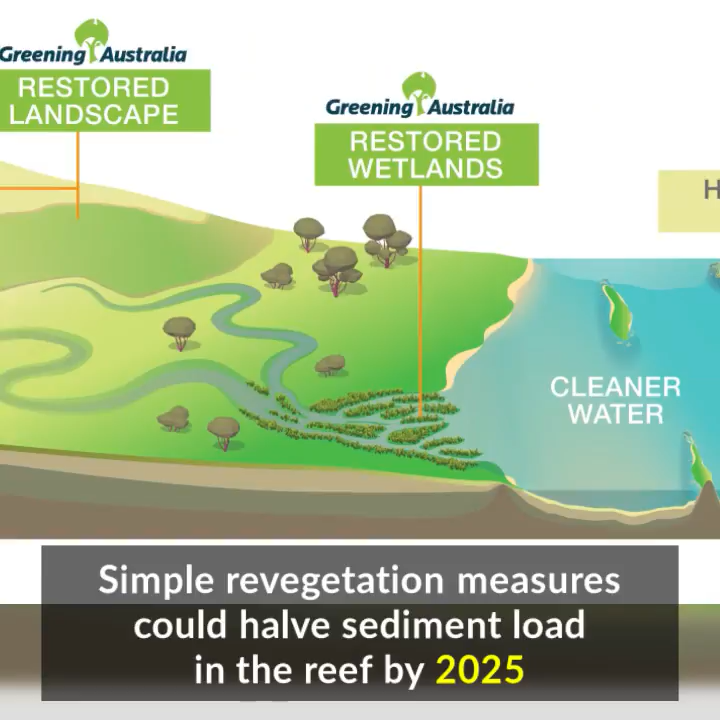 Greening Australia
RESTORED
LANDSCAPE
Greening Australia
RESTORED
WETLANDS
H
CLEANER
WATER
Simple revegetation measures
could halve sediment load
in the reef by 2025